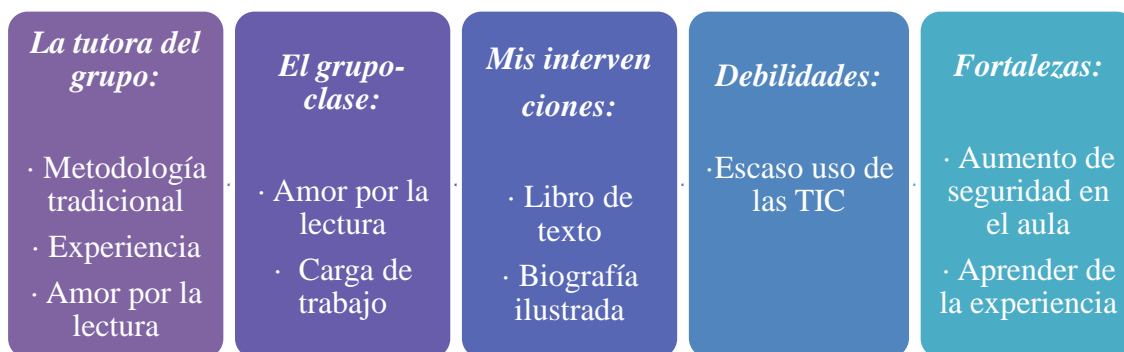 La tutora del
grupo:
· Metodología
tradicional
· Experiencia
· Amor por la
lectura
El grupo-
clase:
· Amor por la
lectura
· Carga de
trabajo
Mis interven
ciones:
· Libro de
texto
· Biografía
ilustrada
Debilidades:
·Escaso uso de
las TIC
Fortalezas:
· Aumento de
seguridad en
el aula
· Aprender de
la experiencia